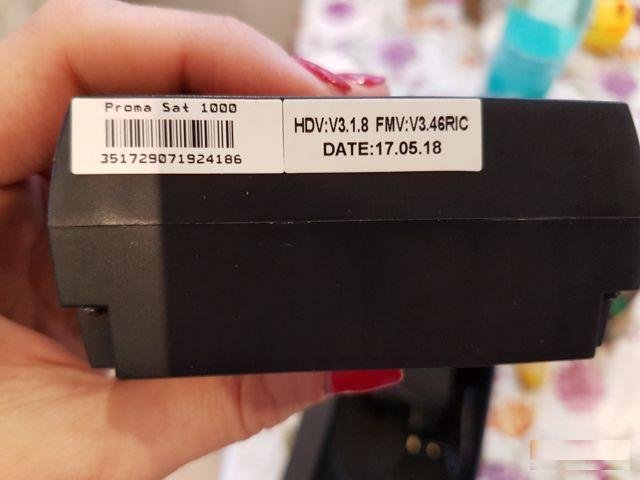 Proma Sat 1000
351729071924186
HDV:V3.1.8 FMV:V3.46RIC
DATE:17.05.18